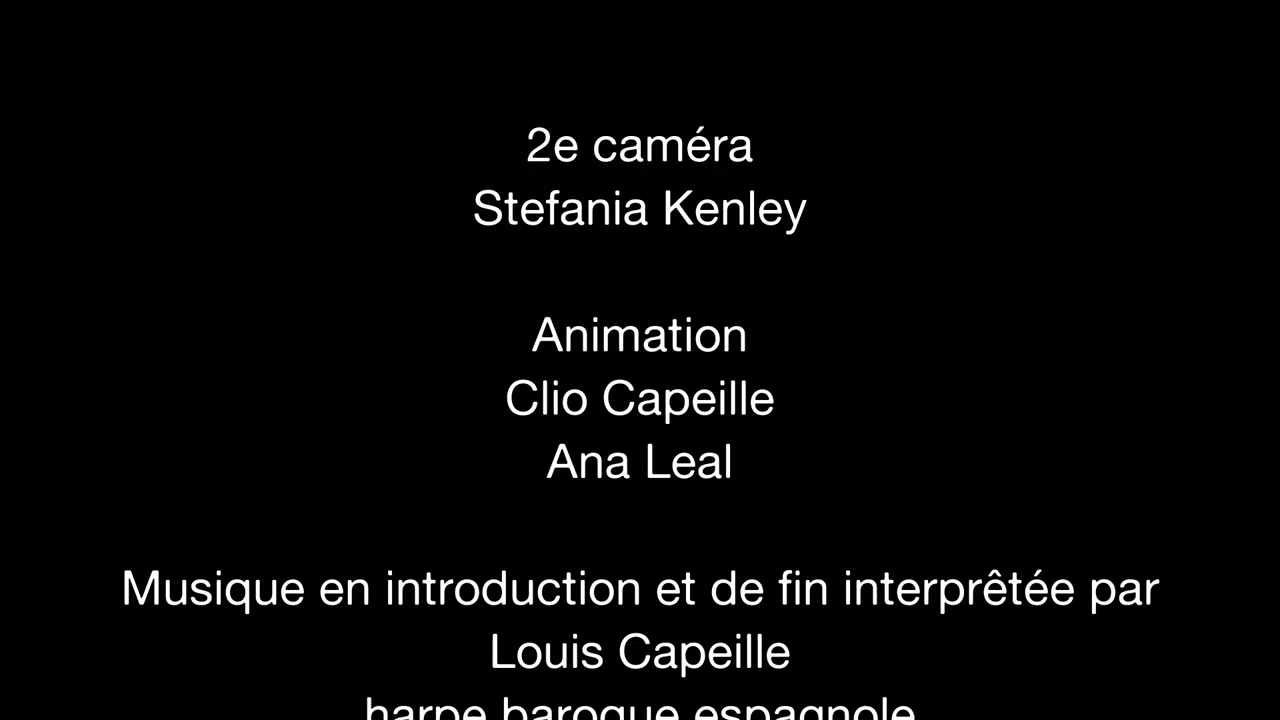 2e caméra
Stefania Kenley
Animation
Clio Capeille
Ana Leal
Musique en introduction et de fin interprêtée par
Louis Capeille
harpe baroque espagnole